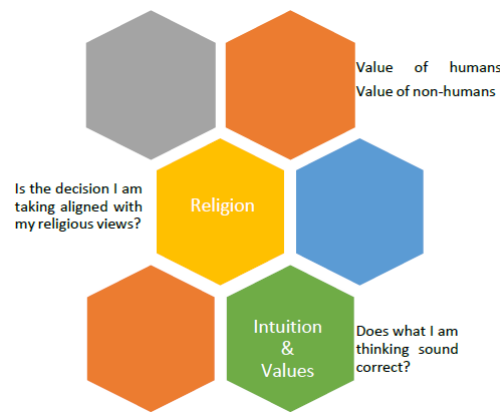 Value of humans
Value of non-humans
Is the decision I am
taking aligned with
my religious views?
Religion
Intuition
&
Values
Does what I am
thinking sound
correct?